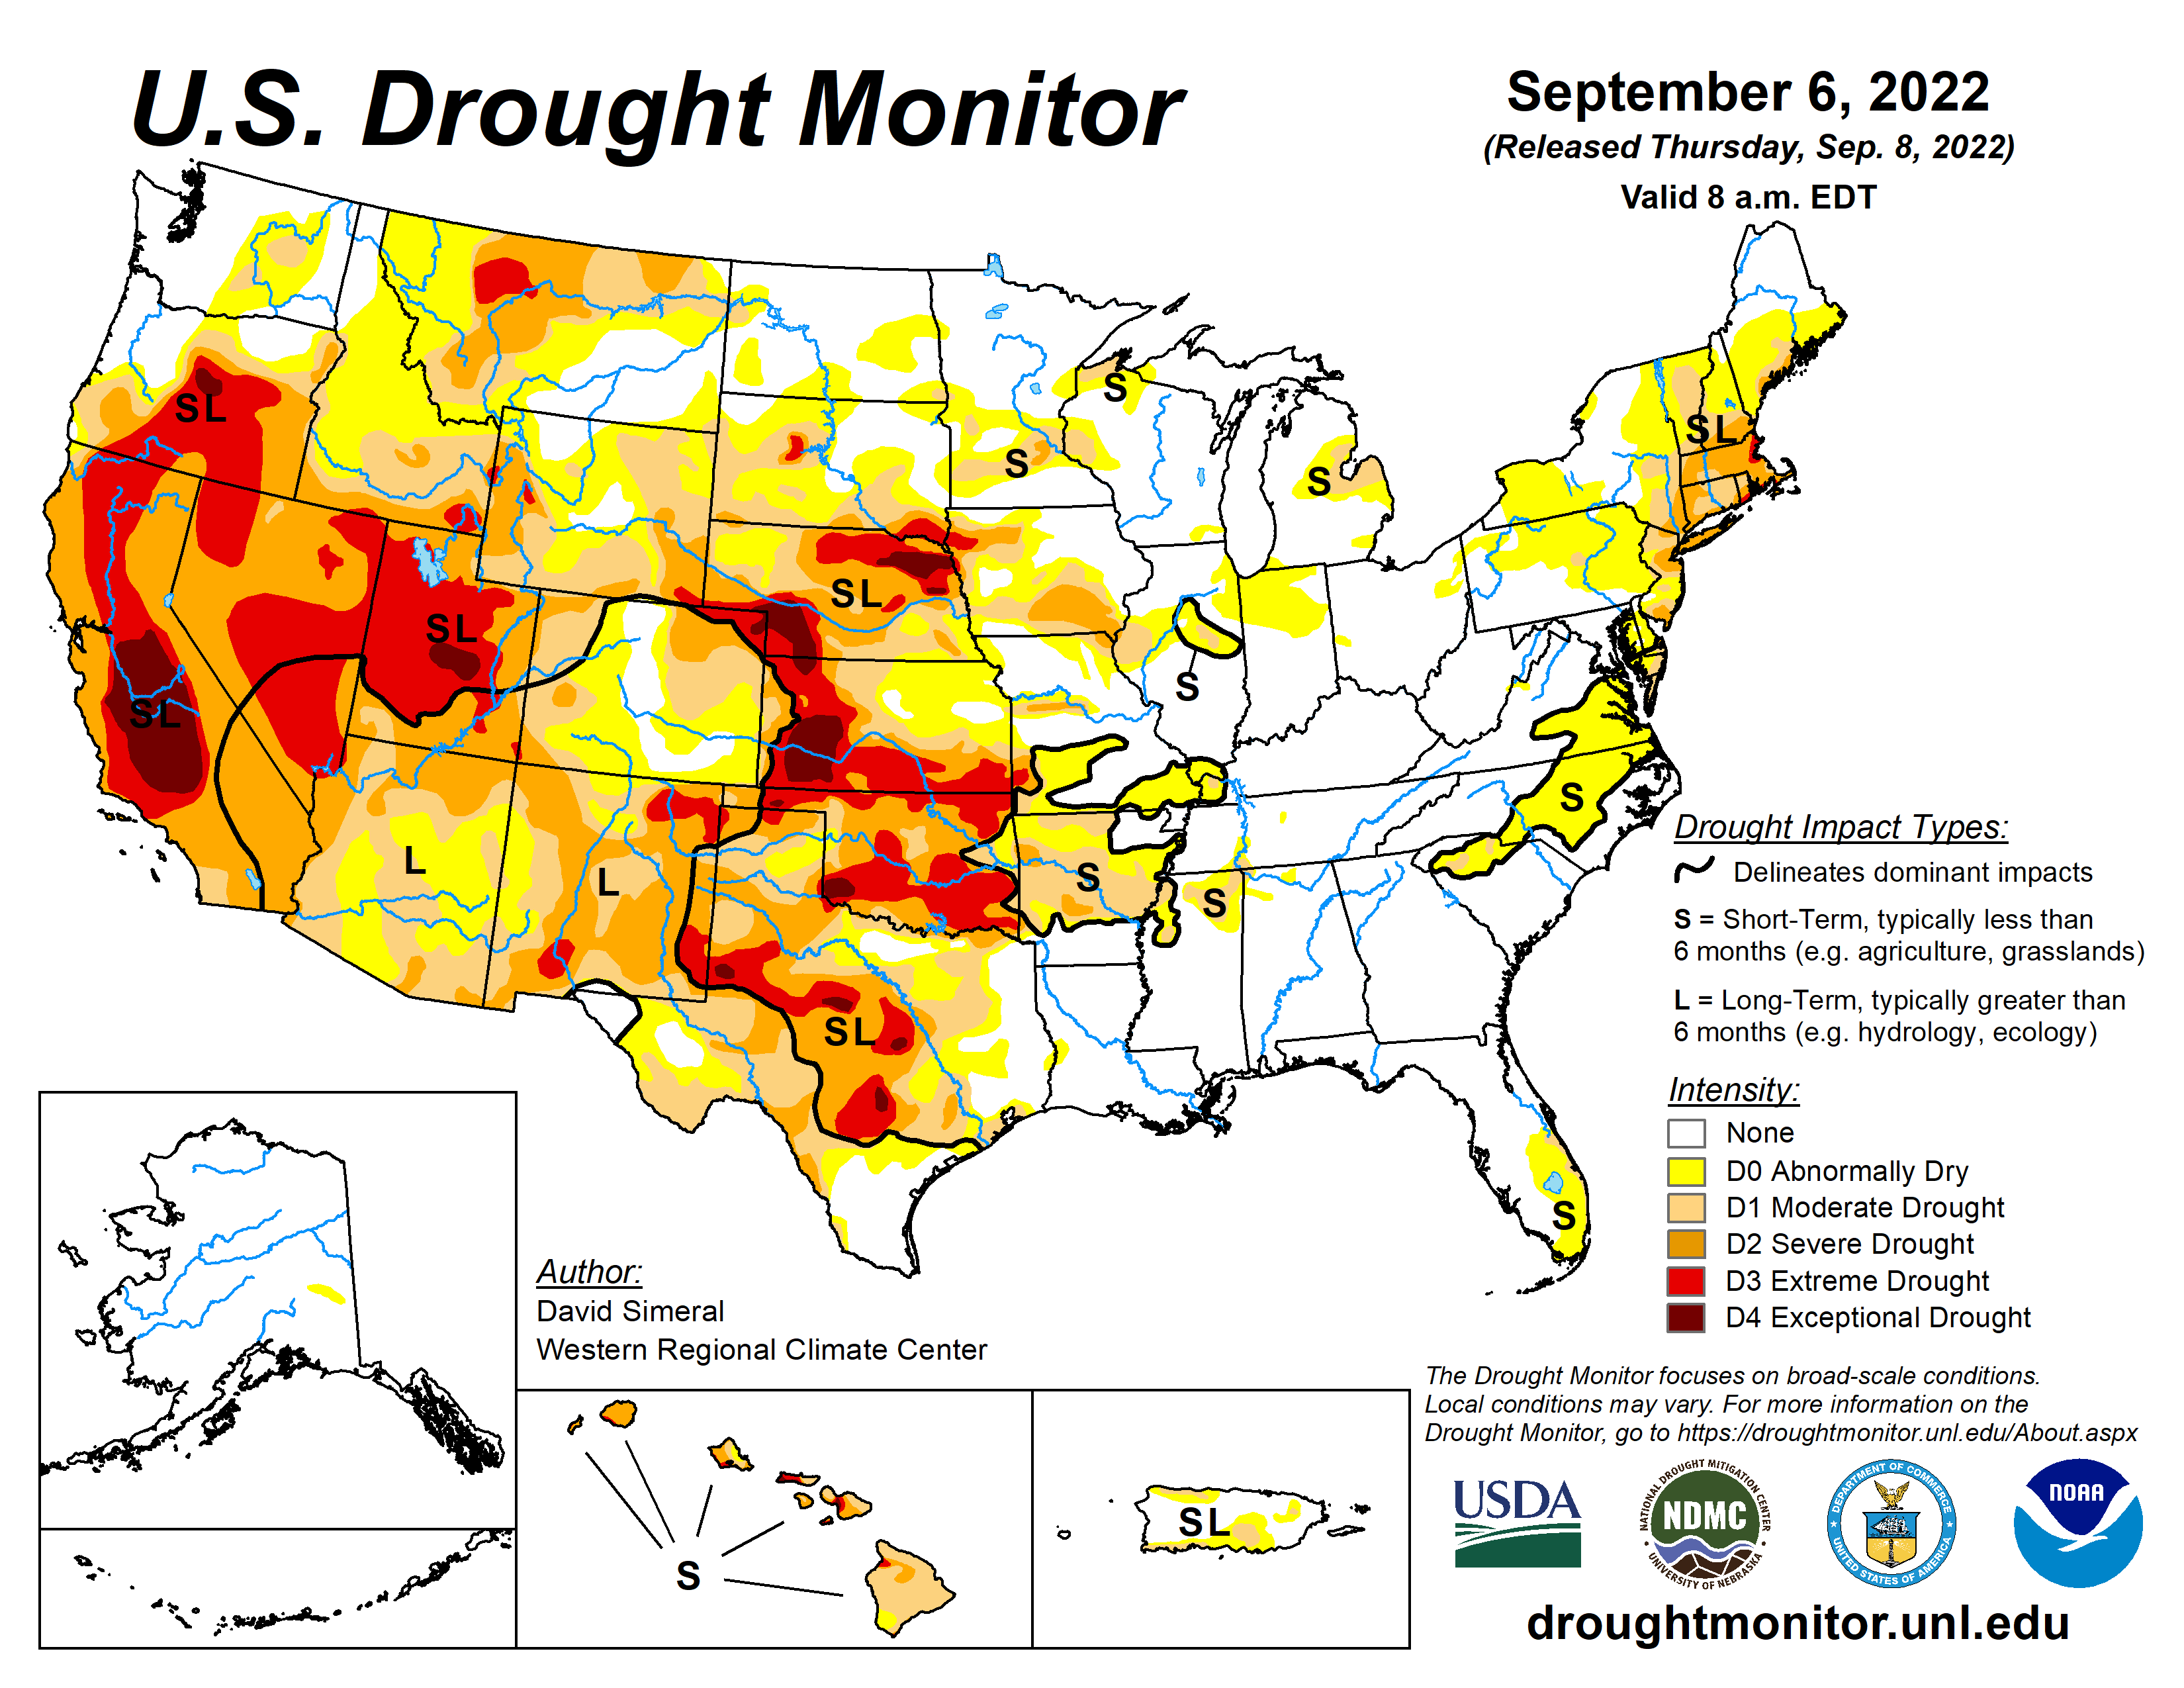 U.S. Drought Monitor
September 6, 2022
(Released Thursday, Sep. 8, 2022)
Valid 8 a.m. EDT
S
SL
SL
S
S
SL
SL
S
SL
S
L
L
S
S
S
SL
S
Drought Impact Types:
Delineates dominant impacts
S = Short-Term, typically less than
6 months (e.g. agriculture, grasslands)
L = Long-Term, typically greater than
6 months (e.g. hydrology, ecology)
Intensity:
None
D0 Abnormally Dry
D1 Moderate Drought
D2 Severe Drought
D3 Extreme Drought
D4 Exceptional Drought
Author:
David Simeral
Western Regional Climate Center
S
SL
The Drought Monitor focuses on broad-scale conditions.
Local conditions may vary. For more information on the
Drought Monitor, go to https://droughtmonitor.unl.edu/About.aspx
USDA
NATIONAL DROUGHT MITIGATION CENTER
NDMC
UNIVERSITY OF NEBRASKA
DEPARTMENT OF COMMERCE
UNITED STATES OF AMERICA
NOAA
droughtmonitor.unl.edu